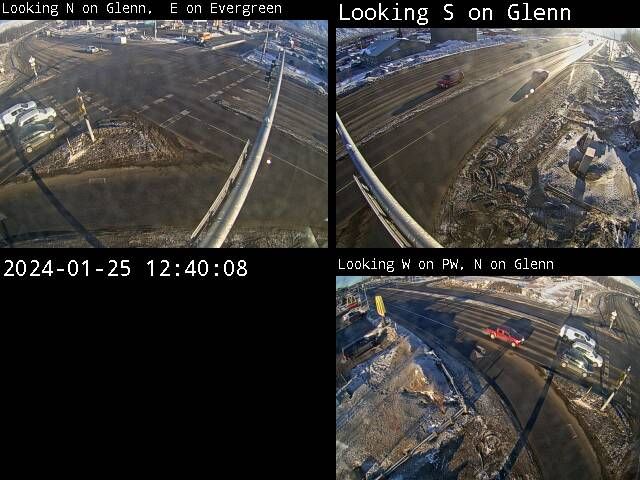 Looking N on Glenn,  E on Evergreen
Looking S on Glenn
2024-01-25 12:40:08
Looking W on PW, N on Glenn